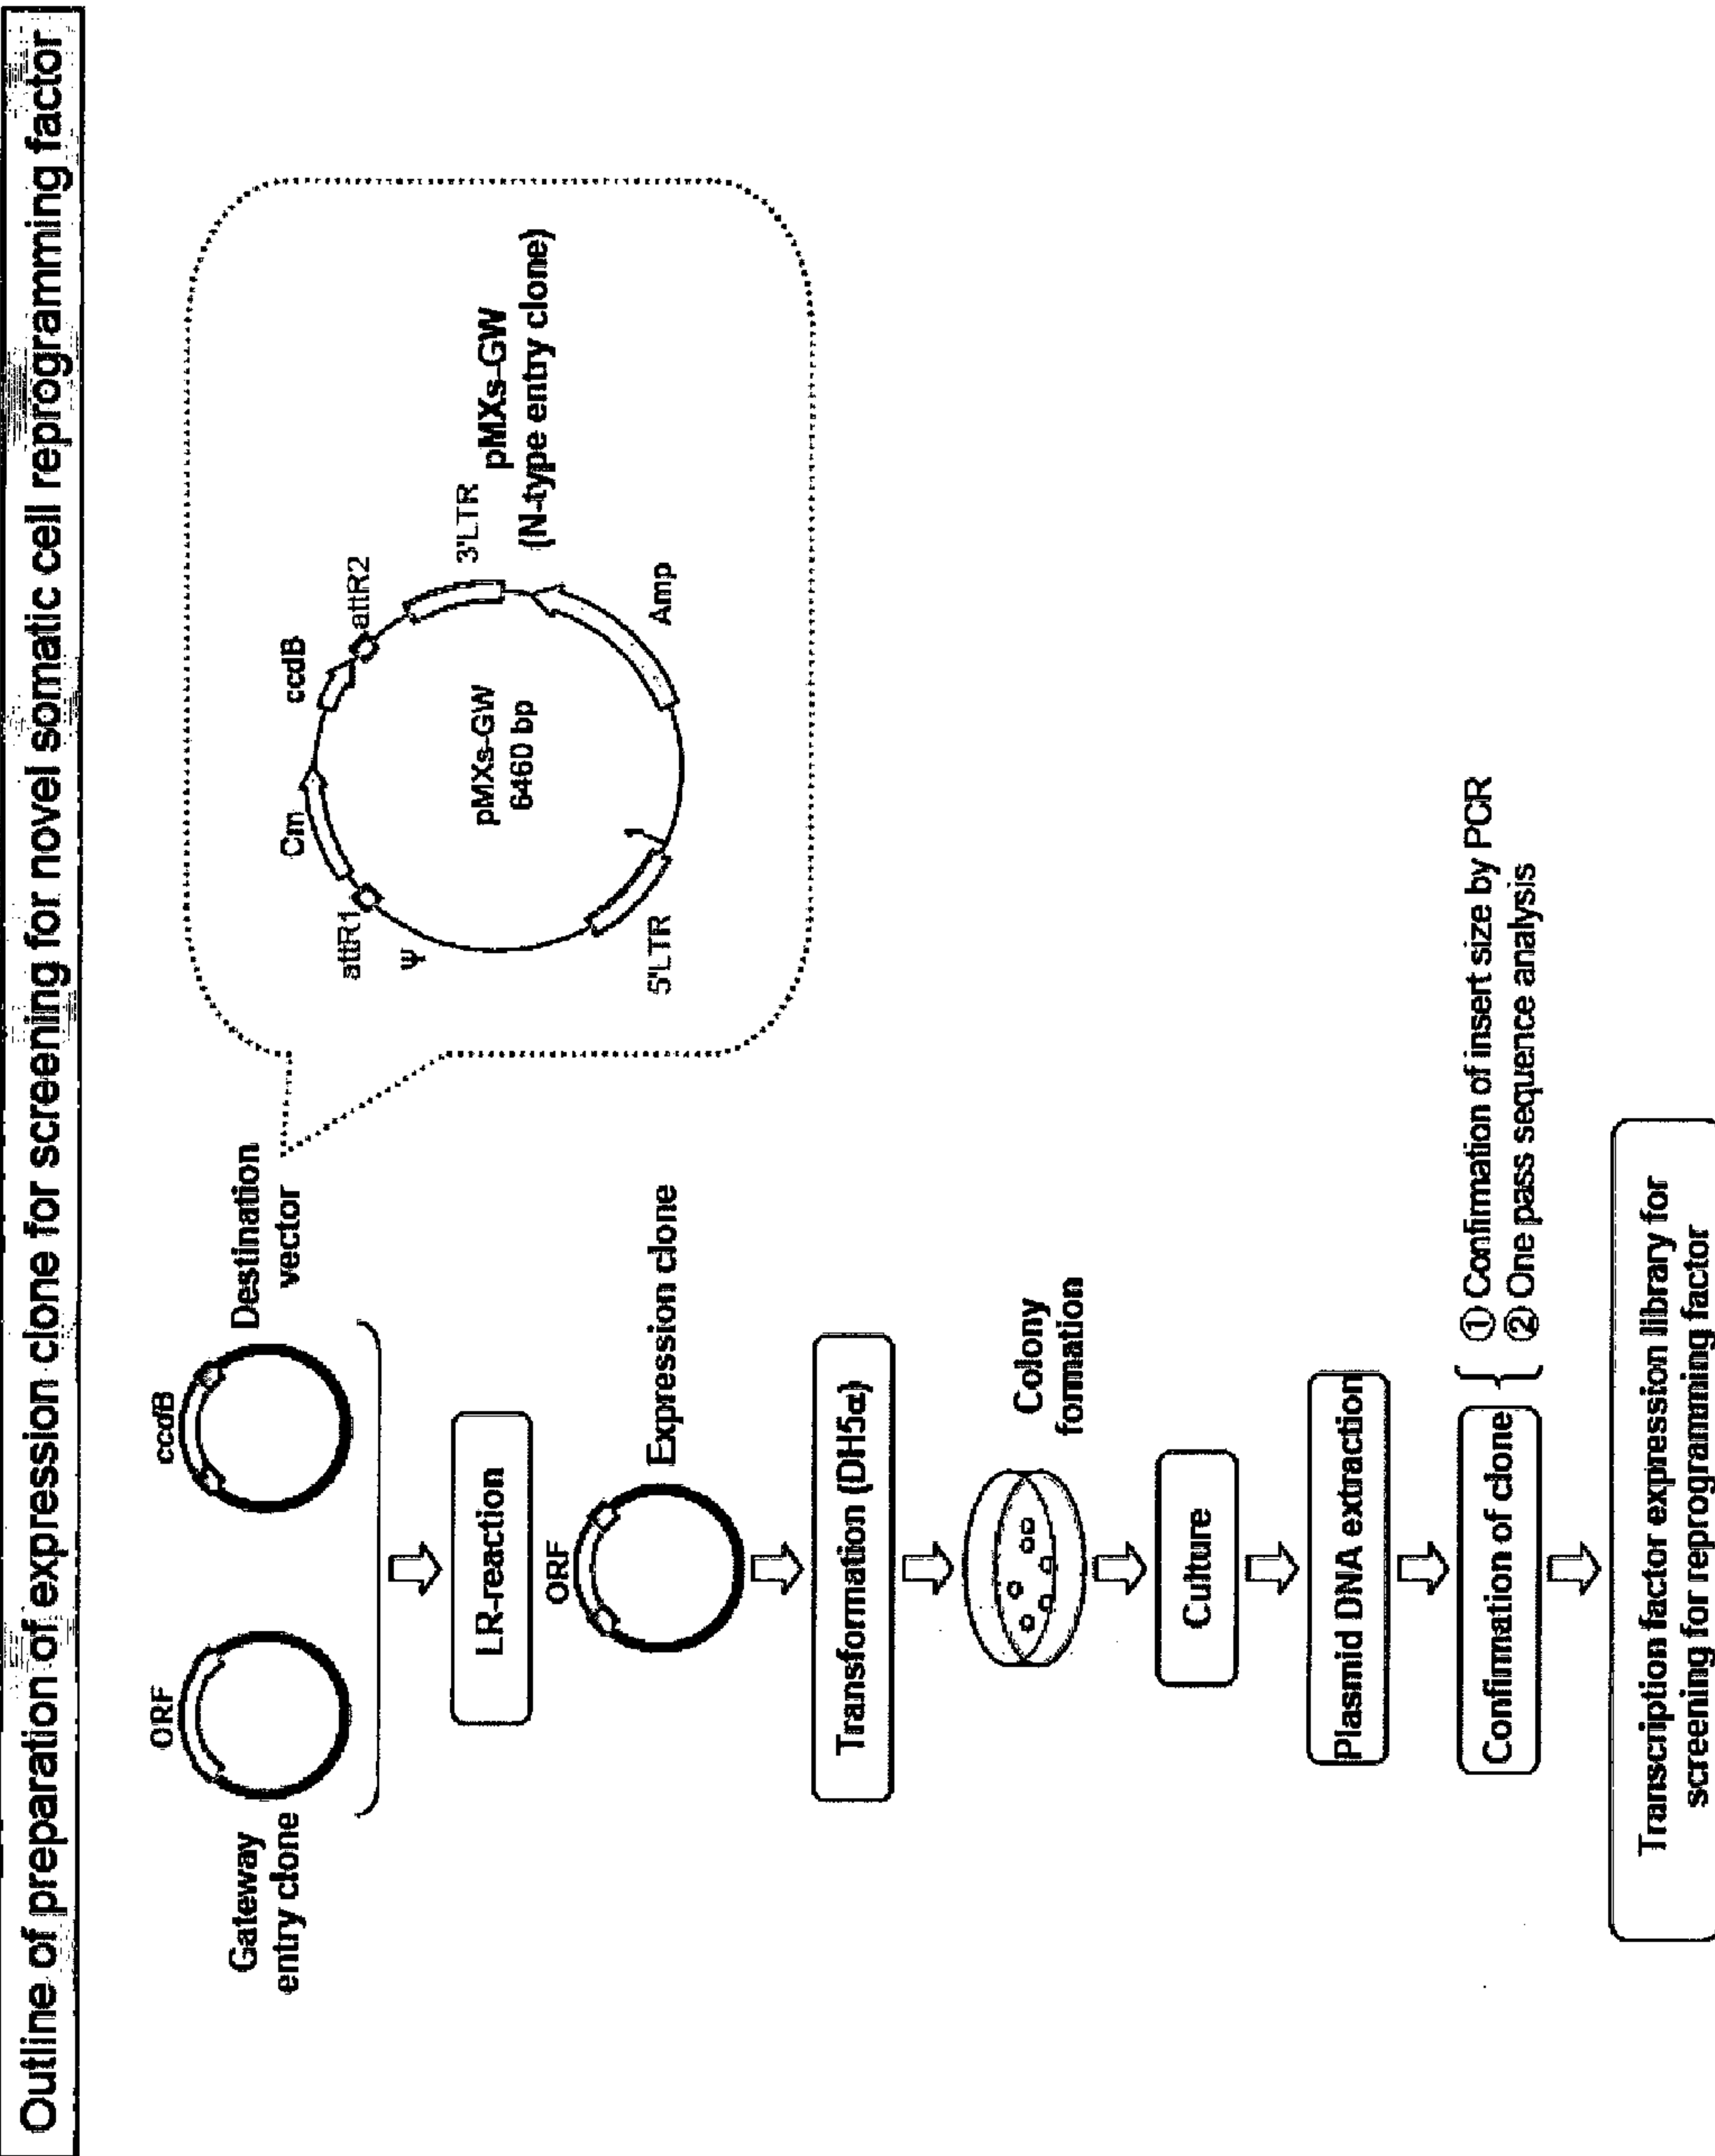 Outline of preparation of expression clone for screening for novel somatic cell reprogramming factor
ORF
ccdB
Gateway
entry clone
Destination
vector
LR-reaction
ORF
Expression clone
Transformation (DH5α)
Colony
formation
Culture
Plasmid DNA extraction
Confirmation of clone
① Confirmation of insert size by PCR
② One pass sequence analysis
Transcription factor expression library for
screening for reprogramming factor
Cm
ccdB
attR1
attR2
Ψ
3'LTR
pMXs-GW
6460 bp
pMXs-GW
(N-type entry clone)
1
5'LTR
Amp